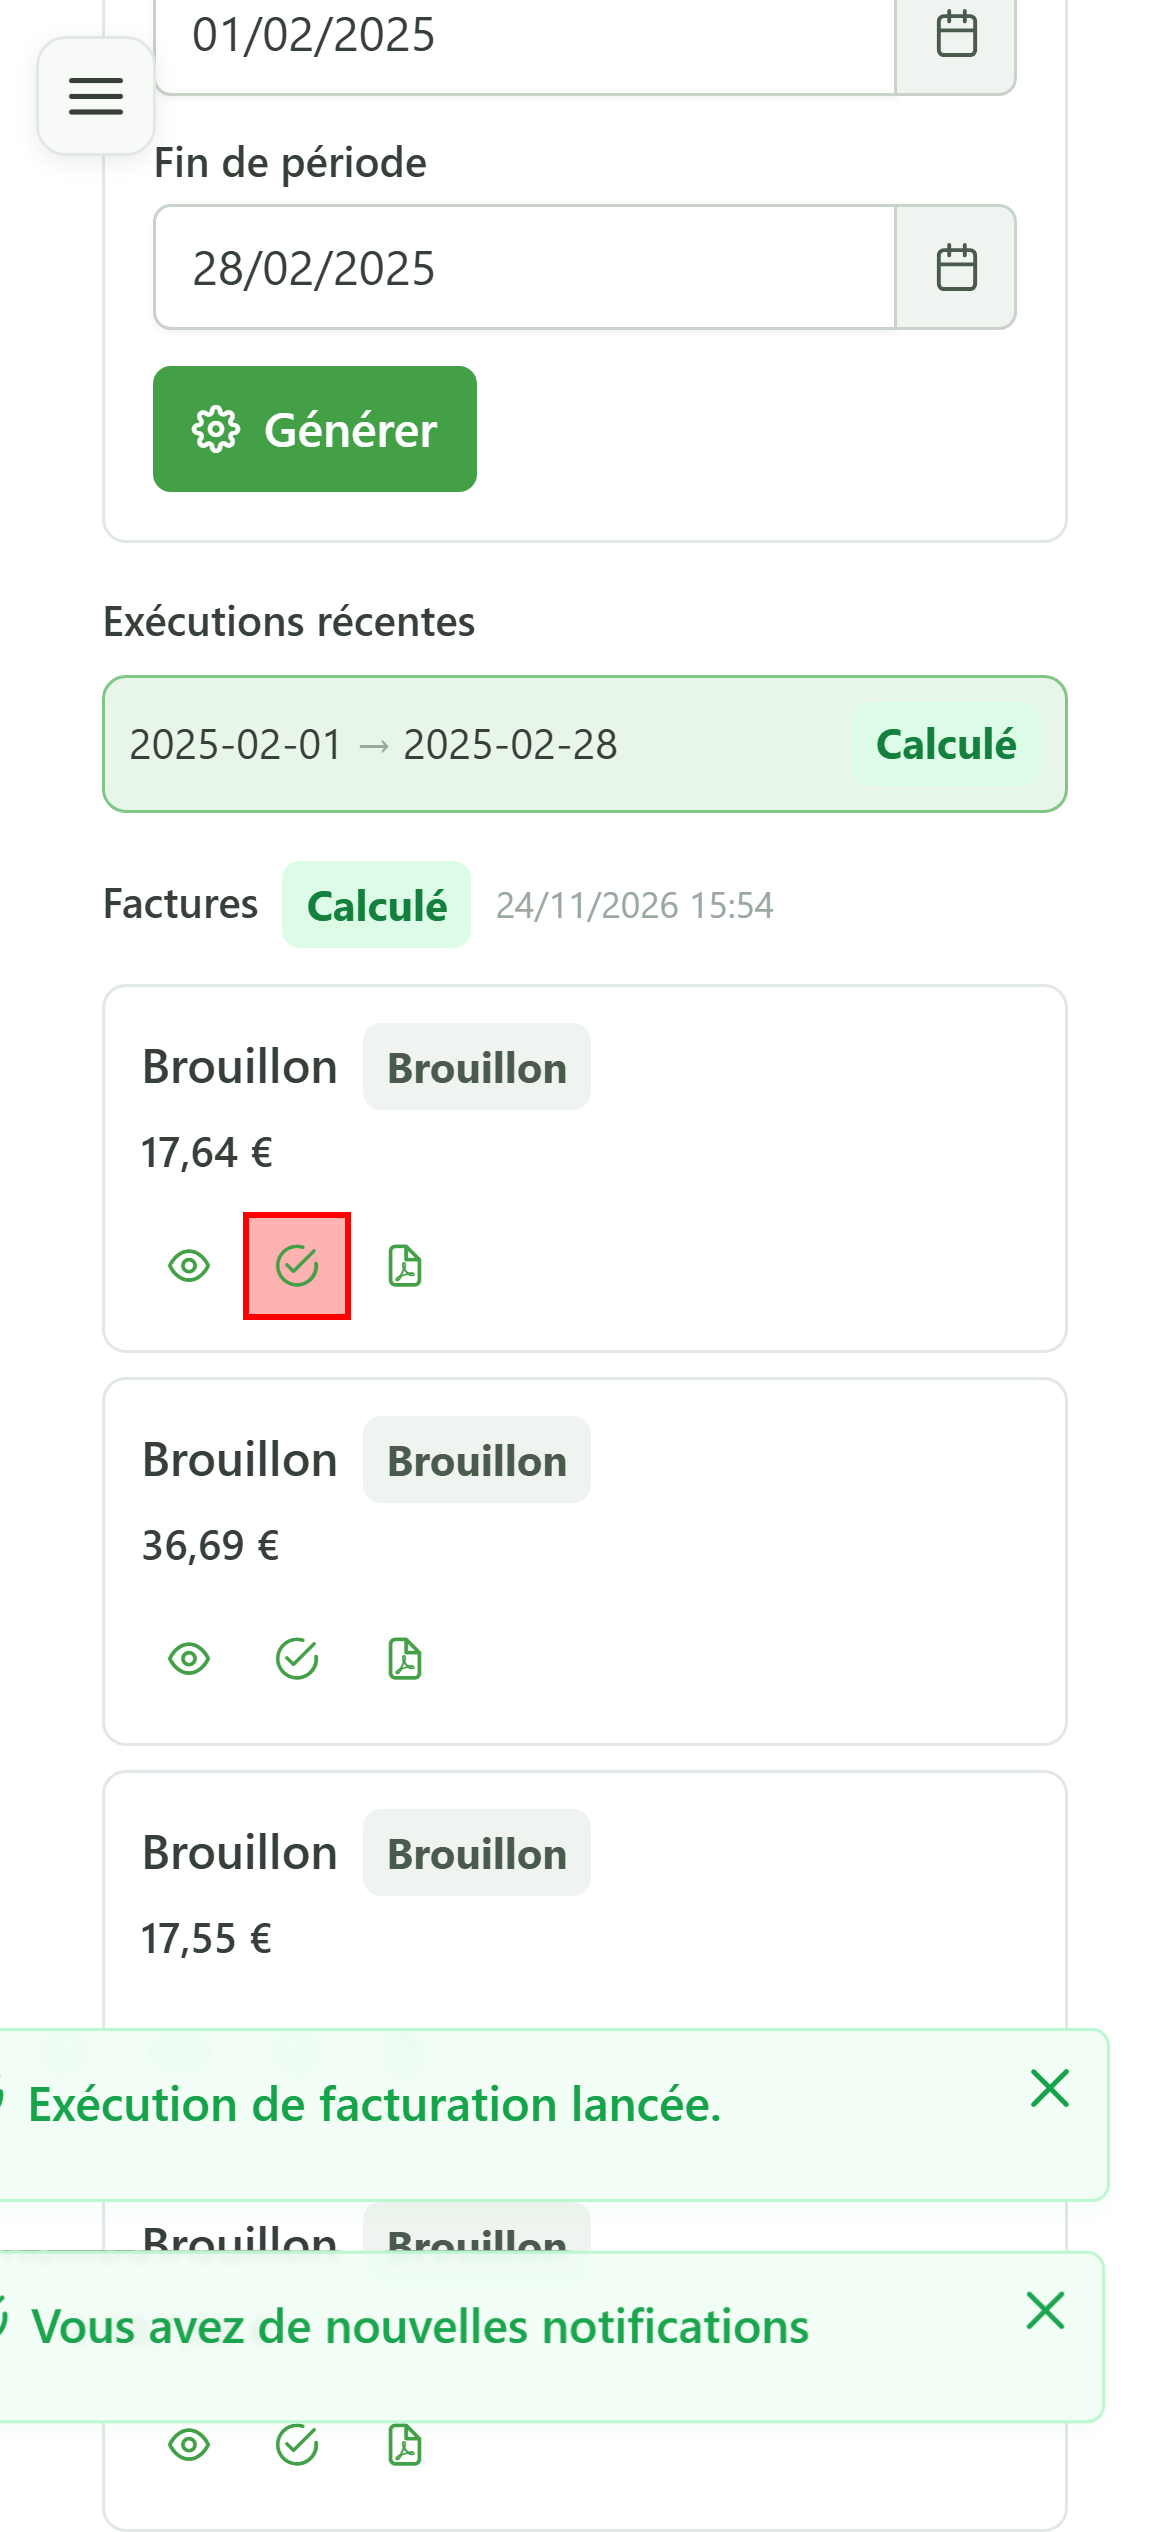 01/02/2025
Fin de période
28/02/2025
Générer
Exécutions récentes
2025-02-01 → 2025-02-28 Calculé
Factures Calculé 24/11/2026 15:54
Brouillon Brouillon
17,64 €
Brouillon Brouillon
36,69 €
Brouillon Brouillon
17,55 €
Exécution de facturation lancée.
Brouillon Brouillon
Vous avez de nouvelles notifications